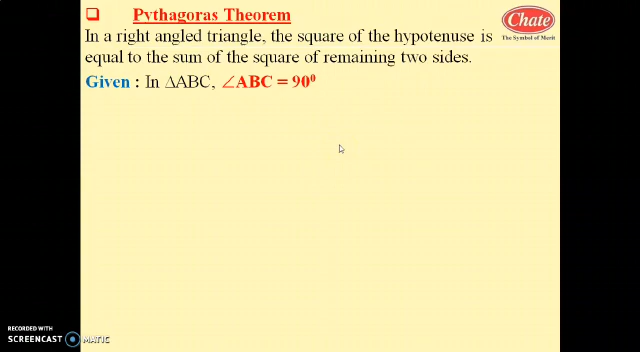 ❑ Pythagoras Theorem
Chate
The Symbol of Merit
In a right angled triangle, the square of the hypotenuse is
equal to the sum of the square of remaining two sides.
Given : In ΔABC, ∠ABC = 90⁰
RECORDED WITH
SCREENCAST MATIC